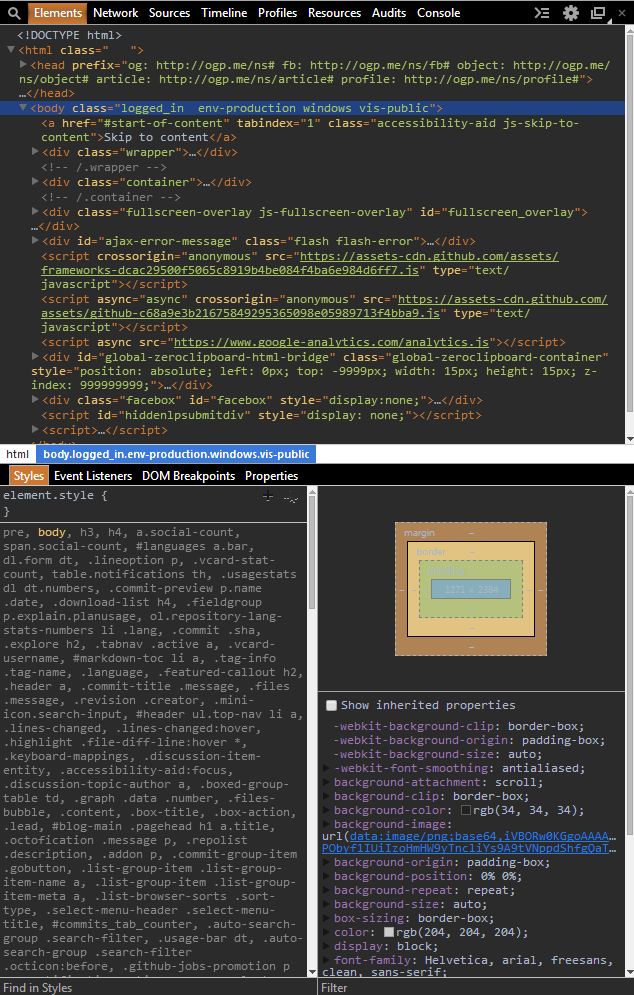 Elements Network Sources Timeline Profiles Resources Audits Console
<!DOCTYPE html>
<html class=" ">
<head prefix="og: http://ogp.me/ns# fb: http://ogp.me/ns/fb# object: http://ogp.me/
ns/object# article: http://ogp.me/ns/article# profile: http://ogp.me/ns/profile#">
…</head>
<body class="logged_in env-production windows vis-public">
<a href="#start-of-content" tabindex="1" class="accessibility-aid js-skip-to-
content">Skip to content</a>
<div class="wrapper">…</div>
<!-- /.wrapper -->
<div class="container">…</div>
<!-- /.container -->
<div class="fullscreen-overlay js-fullscreen-overlay" id="fullscreen_overlay">
…</div>
<div id="ajax-error-message" class="flash flash-error">…</div>
<script crossorigin="anonymous" src="https://assets-cdn.github.com/assets/
frameworks-dcac29500f5065c8919b4be084f4ba6e984d6ff7.js" type="text/
javascript"></script>
<script async="async" crossorigin="anonymous" src="https://assets-cdn.github.com/
assets/github-c68a9e3b21675849295365098e05989713f4bba9.js" type="text/
javascript"></script>
<script async src="https://www.google-analytics.com/analytics.js"></script>
<div id="global-zeroclipboard-html-bridge" class="global-zeroclipboard-container"
style="position: absolute; left: 0px; top: -9999px; width: 15px; height: 15px; z-
index: 999999999;">…</div>
<div class="facebox" id="facebox" style="display:none;">…</div>
<script id="hiddenlpsubmitdiv" style="display: none;"></script>
<script>…</script>
</body>
html body.logged_in.env-production.windows.vis-public
Styles Event Listeners DOM Breakpoints Properties
element.style {
}
pre, body, h3, h4, a.social-count,
span.social-count, #languages a.bar,
dl.form dt, .lineoption p, .vcard-stat-
count, table.notifications th, .usagestats
dl dt.numbers, .commit-preview p.name
.date, .download-list h4, .fieldgroup
p.explain.planusage, ol.repository-lang-
stats-numbers li .lang, .commit .sha,
.explore h2, .tabnav .active a, .vcard-
username, #markdown-toc li a, .tag-info
.tag-name, .language, .featured-callout h2,
.header a, .commit-title .message, .files
.message, .revision .creator, .mini-
icon.search-input, #header ul.top-nav li a,
.lines-changed, .lines-changed:hover,
.highlight .file-diff-line:hover *,
.keyboard-mappings, .discussion-item-
entity, .accessibility-aid:focus,
.discussion-topic-author a, .boxed-group-
table td, .graph .data .number, .files-
bubble, .content, .box-title, .box-action,
.lead, #blog-main .pagehead h1 a.title,
.octofication .message p, .repolist
.description, .addon p, .commit-group-item
.gobutton, .list-group-item .list-group-
item-name a, .list-group-item .list-group-
item-meta a, .list-browser-sorts .sort-
type, .select-menu-header .select-menu-
title, #commits_tab_counter, .auto-search-
group .search-filter, .usage-bar dt, .auto-
search-group .search-filter
.octicon:before, .github-jobs-promotion p
Find in Styles
margin
–
border
–
1271 × 2384
Show inherited properties
-webkit-background-clip: border-box;
-webkit-background-origin: padding-box;
-webkit-background-size: auto;
-webkit-font-smoothing: antialiased;
background-attachment: scroll;
background-clip: border-box;
background-color: rgb(34, 34, 34);
background-image:
url(data:image/png;base64,iVBORw0KGgoAAAA…
background-origin: padding-box;
background-position: 0% 0%;
background-repeat: repeat;
background-size: auto;
box-sizing: border-box;
color: rgb(204, 204, 204);
display: block;
font-family: Helvetica, arial, freesans,
clean, sans-serif;
Filter